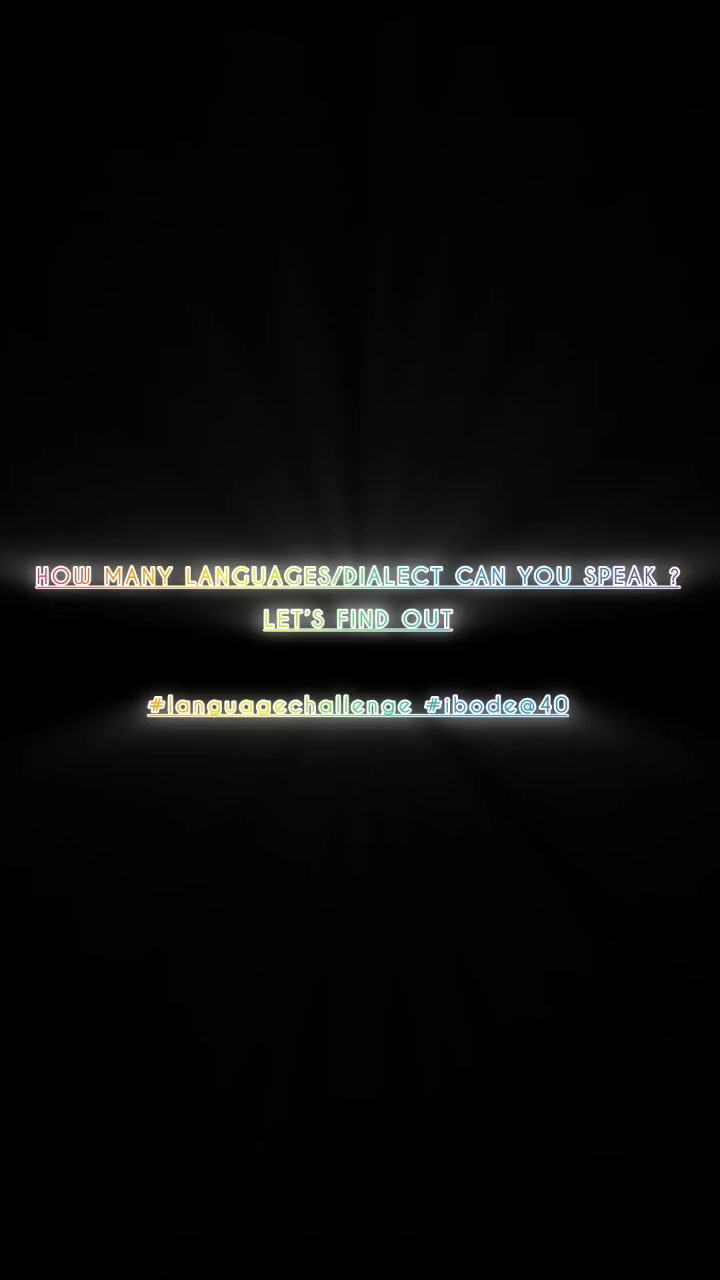 HOW MANY LANGUAGES/DIALECT CAN YOU SPEAK ?
LET'S FIND OUT
#languagechallenge #ibode@40